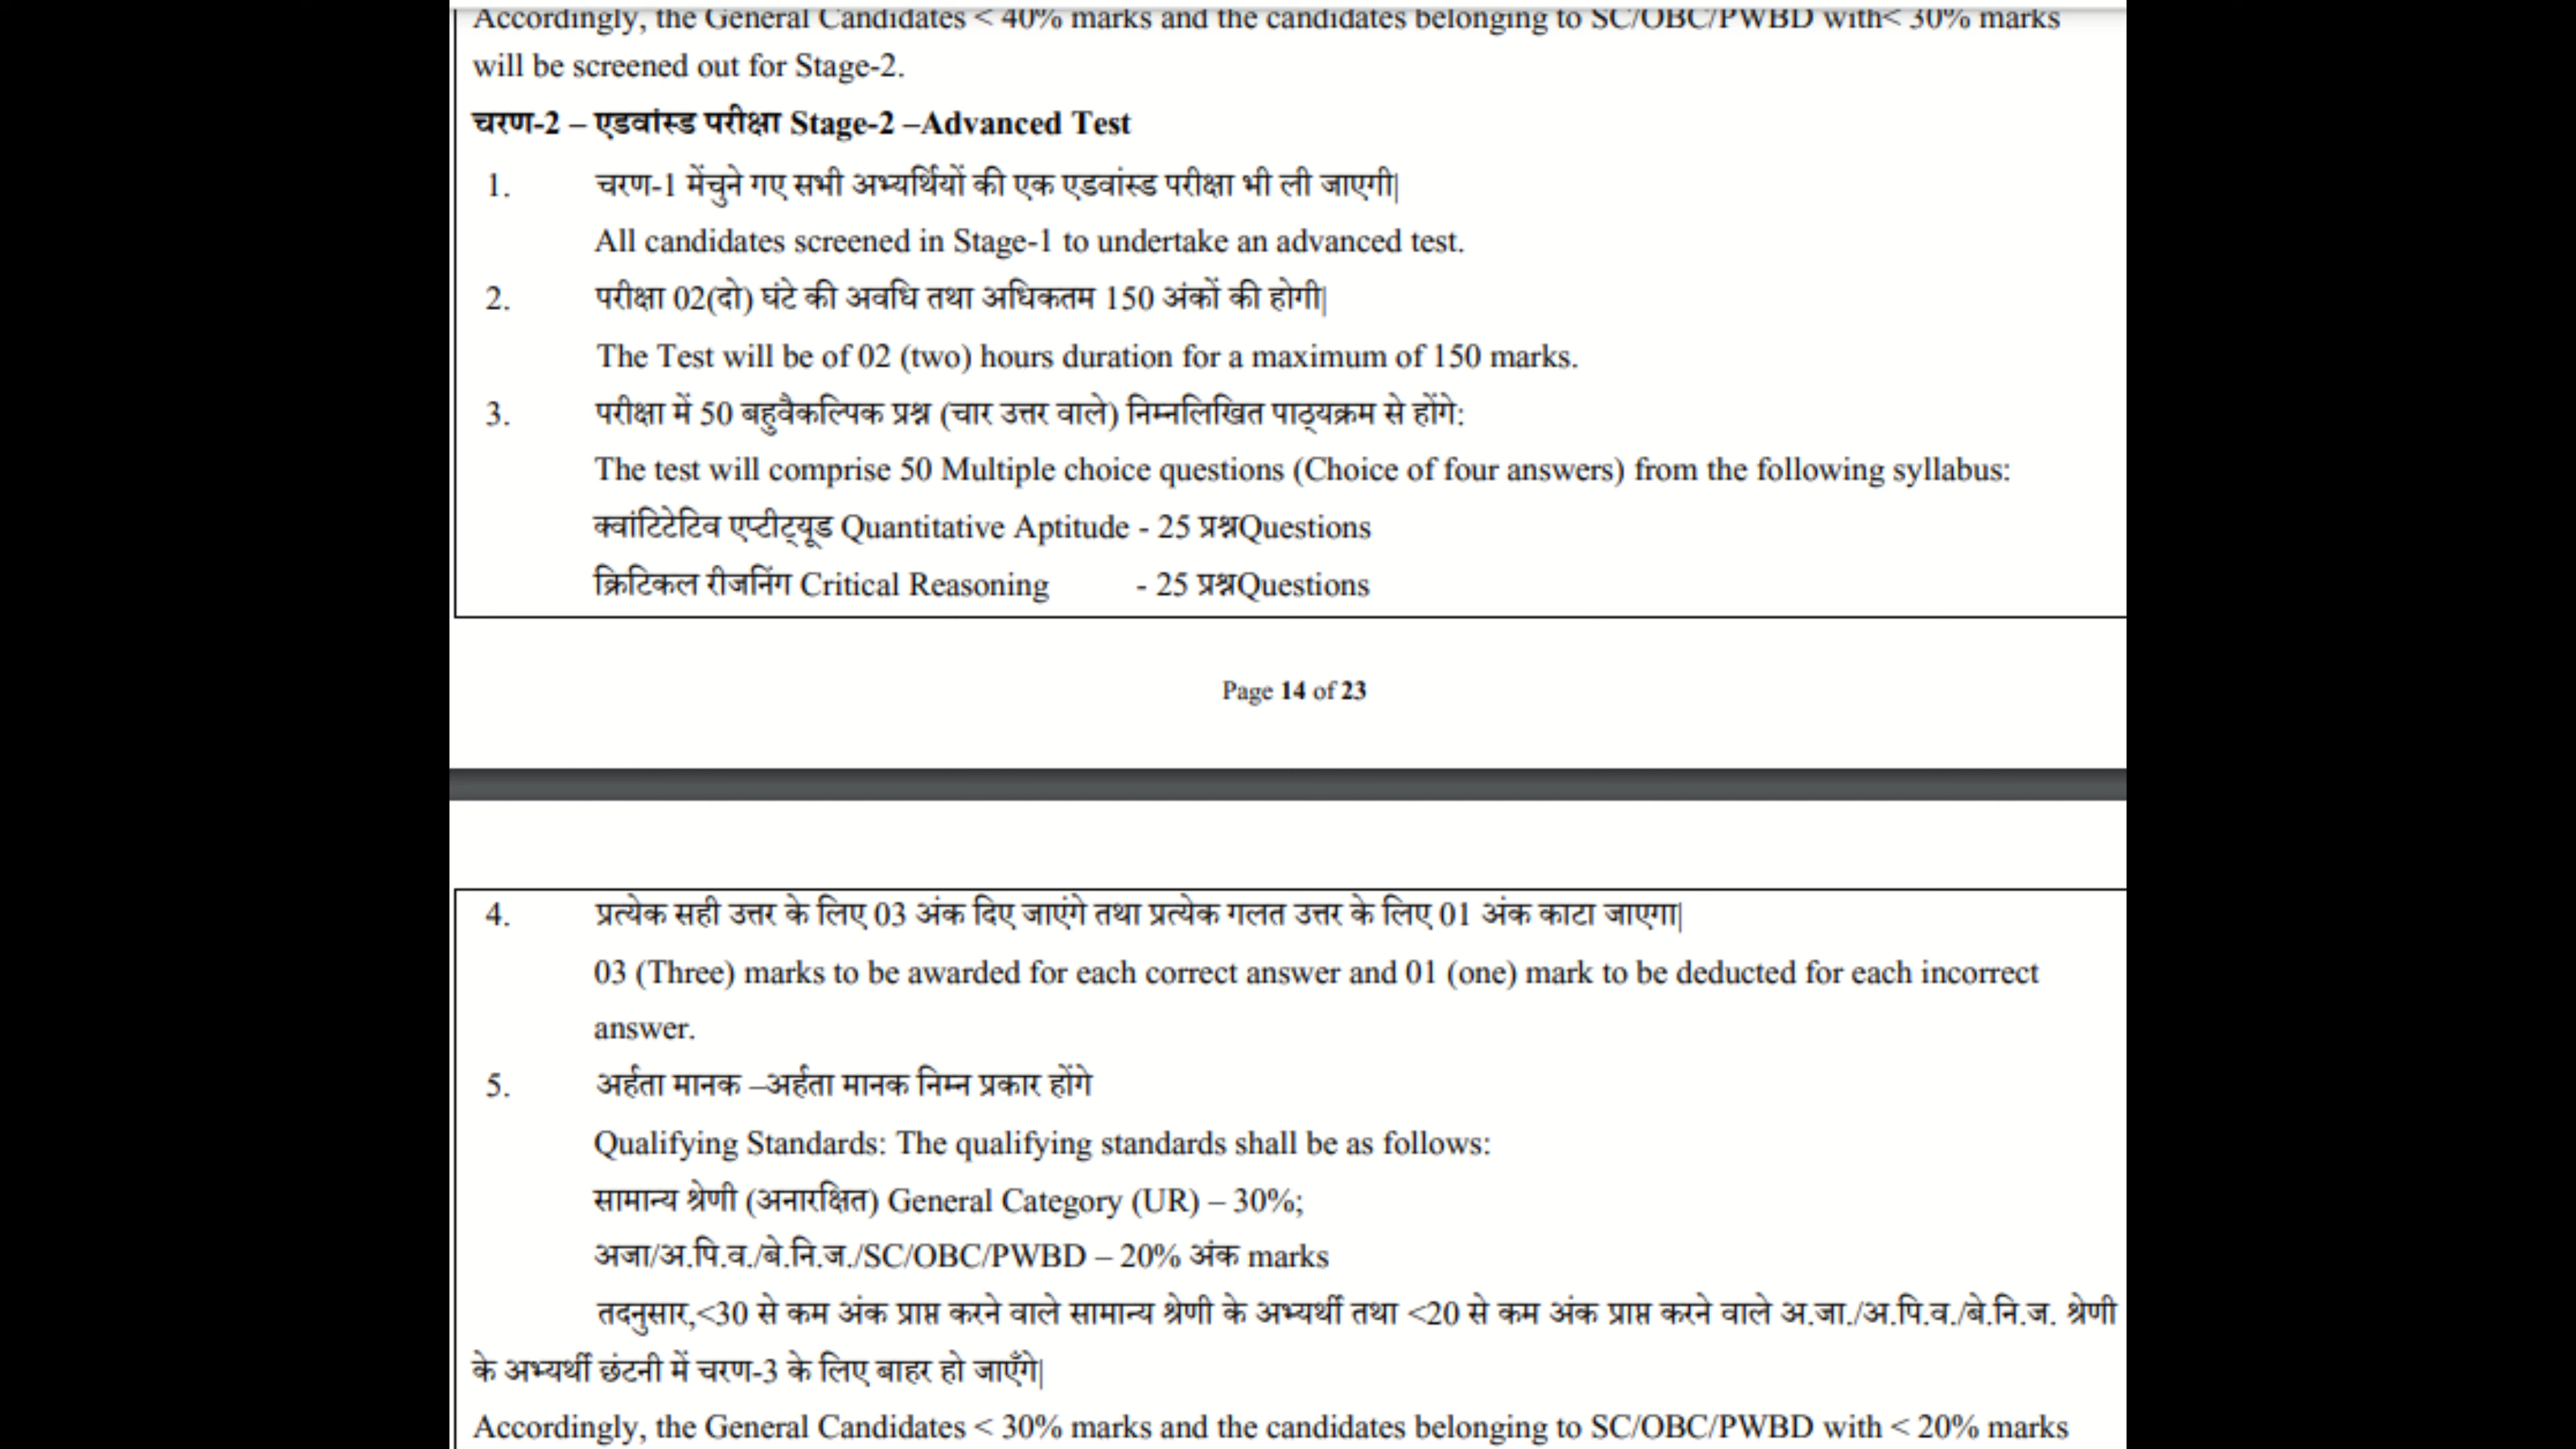 Accordingly, the General Candidates < 40% marks and the candidates belonging to SC/OBC/PWBD with< 30% marks
will be screened out for Stage-2.
चरण-2 – एडवांस्ड परीक्षा Stage-2 –Advanced Test
1. चरण-1 मेंचुने गए सभी अभ्यर्थियों की एक एडवांस्ड परीक्षा भी ली जाएगी|
All candidates screened in Stage-1 to undertake an advanced test.
2. परीक्षा 02(दो) घंटे की अवधि तथा अधिकतम 150 अंकों की होगी|
The Test will be of 02 (two) hours duration for a maximum of 150 marks.
3. परीक्षा में 50 बहुवैकल्पिक प्रश्न (चार उत्तर वाले) निम्नलिखित पाठ्यक्रम से होंगे:
The test will comprise 50 Multiple choice questions (Choice of four answers) from the following syllabus:
क्वांटिटेटिव एप्टीट्यूड Quantitative Aptitude - 25 प्रश्नQuestions
क्रिटिकल रीजनिंग Critical Reasoning - 25 प्रश्नQuestions
Page 14 of 23
4. प्रत्येक सही उत्तर के लिए 03 अंक दिए जाएंगे तथा प्रत्येक गलत उत्तर के लिए 01 अंक काटा जाएगा|
03 (Three) marks to be awarded for each correct answer and 01 (one) mark to be deducted for each incorrect
answer.
5. अर्हता मानक –अर्हता मानक निम्न प्रकार होंगे
Qualifying Standards: The qualifying standards shall be as follows:
सामान्य श्रेणी (अनारक्षित) General Category (UR) – 30%;
अजा/अ.पि.व./बे.नि.ज./SC/OBC/PWBD – 20% अंक marks
तदनुसार,<30 से कम अंक प्राप्त करने वाले सामान्य श्रेणी के अभ्यर्थी तथा <20 से कम अंक प्राप्त करने वाले अ.जा./अ.पि.व./बे.नि.ज. श्रेणी
के अभ्यर्थी छंटनी में चरण-3 के लिए बाहर हो जाएँगे|
Accordingly, the General Candidates < 30% marks and the candidates belonging to SC/OBC/PWBD with < 20% marks